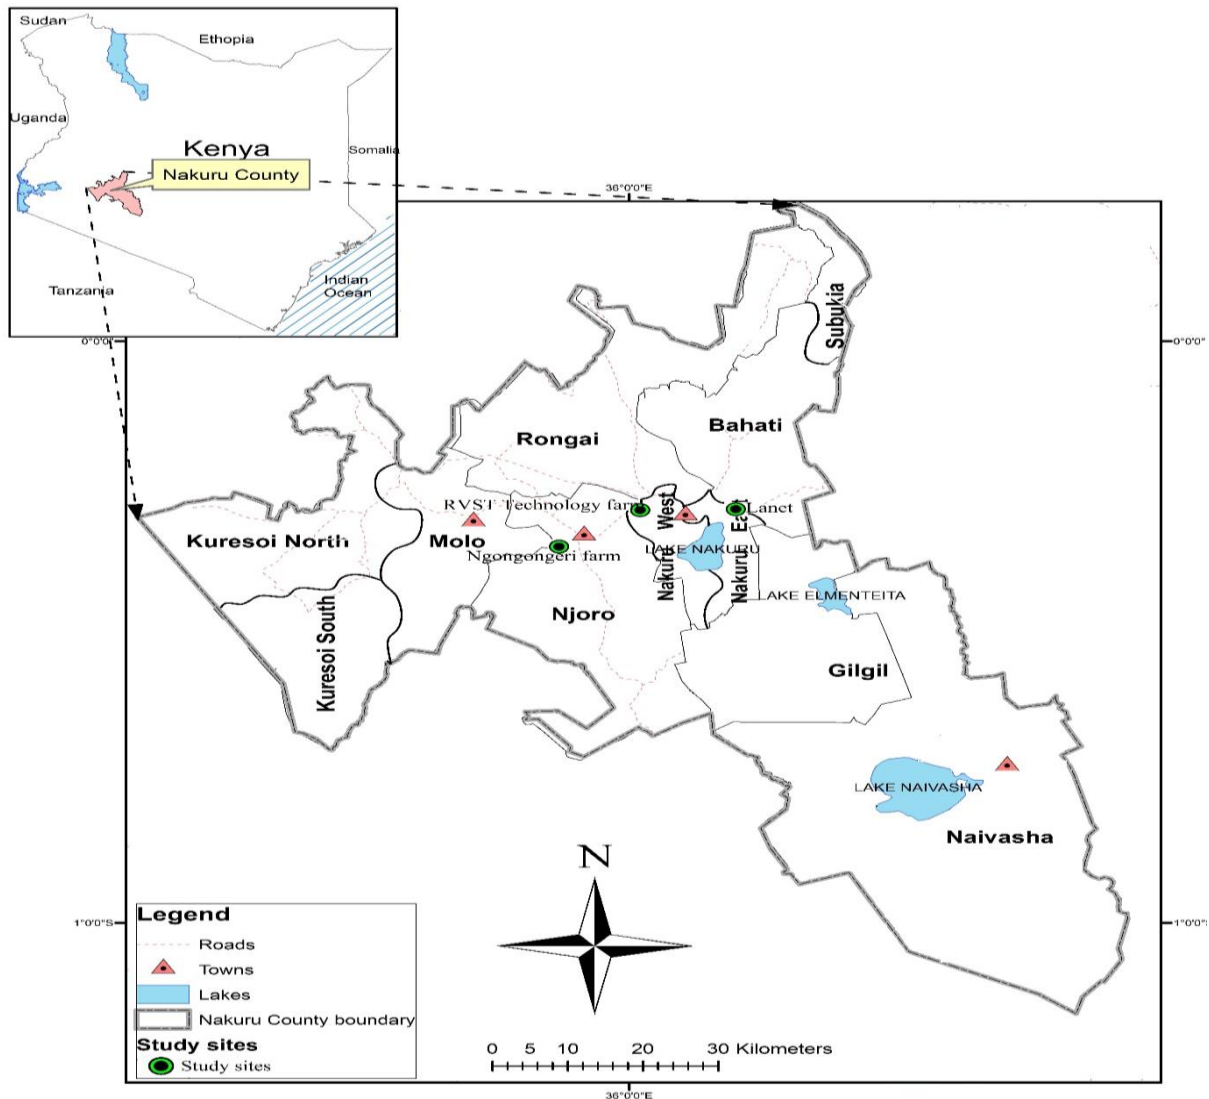 Sudan
Ethopia
Uganda
Kenya
Somalia
Nakuru County
Tanzania
Indian
Ocean
36°0'0"E
0°0'0"
0°0'0"
Subukia
Bahati
Rongai
RVST Technology farm
West
Lanet
Kuresoi North
Molo
Ngongongeri farm
Nakuru
LAKE NAKURU
Nakuru East
AKE ELMENTEITA
Njoro
Kuresoi South
Gilgil
LAKE NAIVASHA
Naivasha
N
1°0'0"S
1°0'0"S
Legend
Roads
Towns
Lakes
Nakuru County boundary
Study sites
Study sites
0 5 10 20 30 Kilometers
36°0'0"E